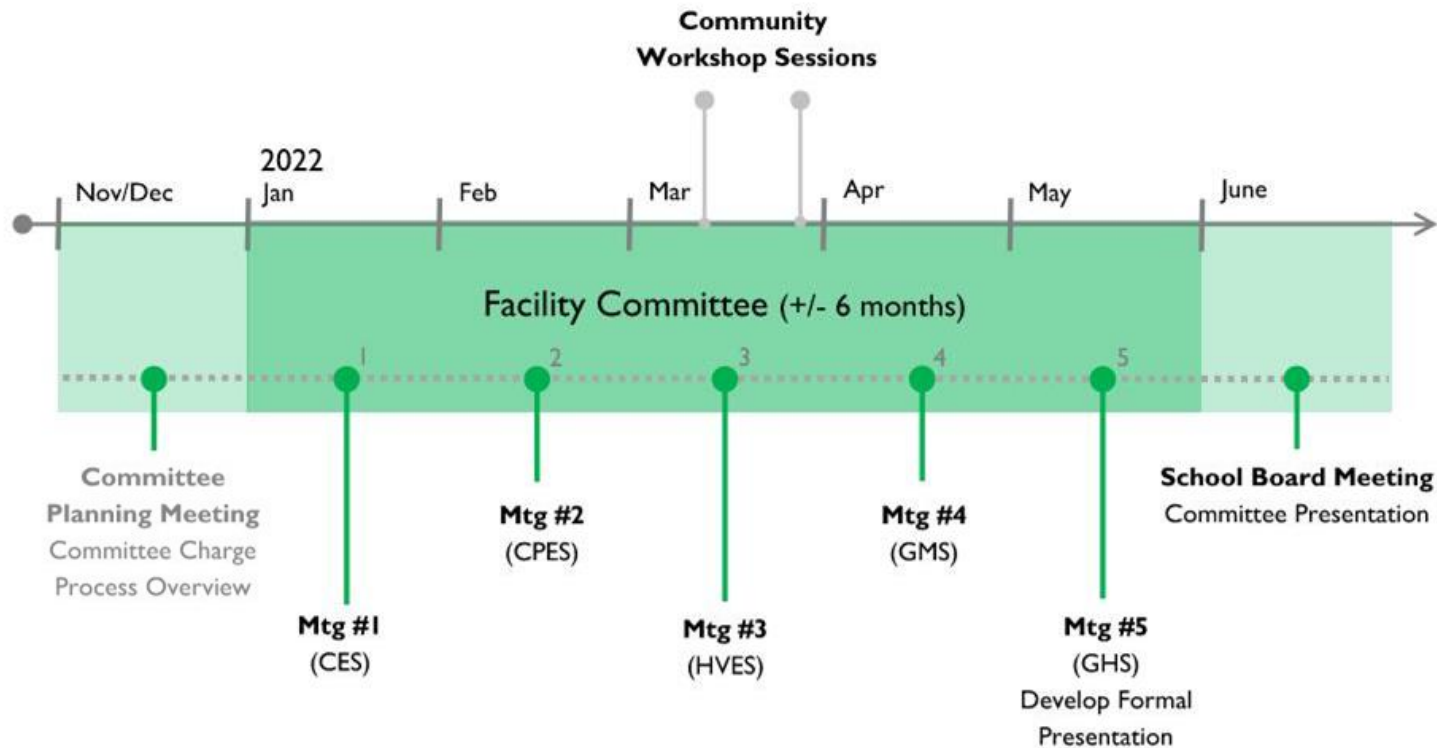 Community
Workshop Sessions
2022
Nov/Dec
Jan
Feb
Mar
Apr
May
June
Facility Committee (+/- 6 months)
1
2
3
4
5
Committee
Planning Meeting
Committee Charge
Process Overview
Mtg #1
(CES)
Mtg #2
(CPES)
Mtg #3
(HVES)
Mtg #4
(GMS)
Mtg #5
(GHS)
Develop Formal
Presentation
School Board Meeting
Committee Presentation